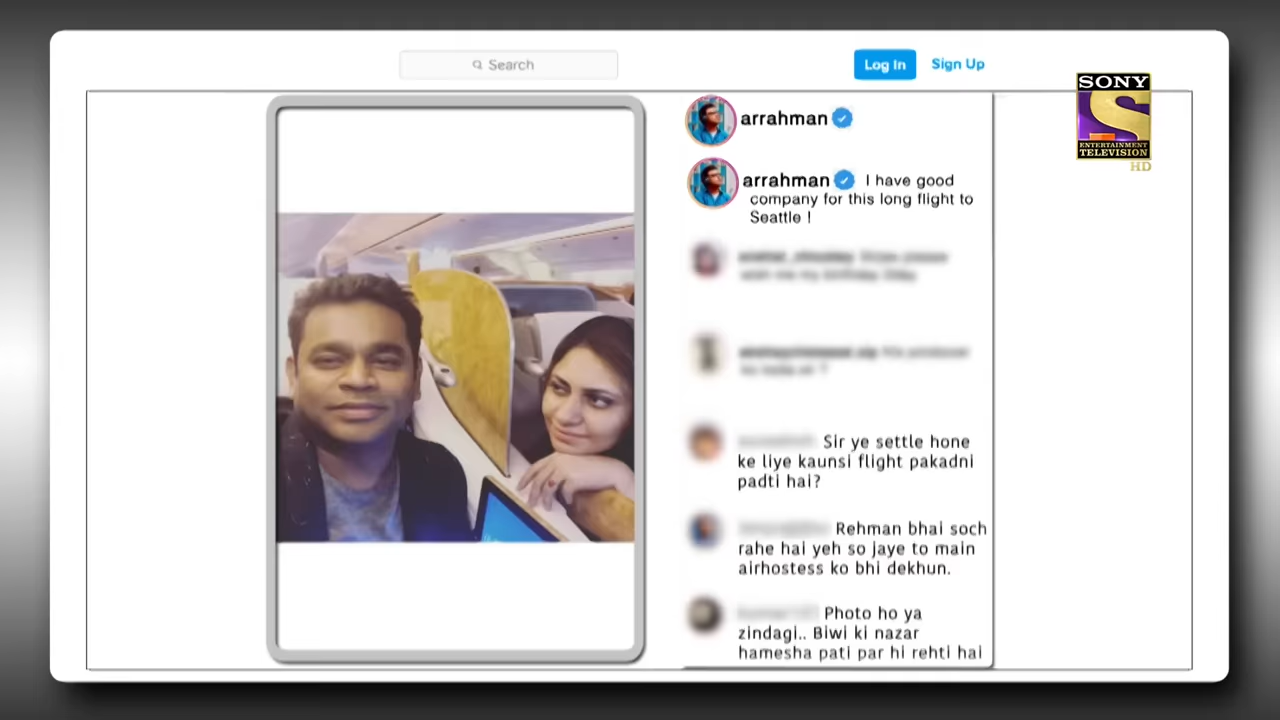 Search
Log In
Sign Up
SONY
ENTERTAINMENT
TELEVISION
HD
arrahman
arrahman I have good
company for this long flight to
Seattle !
Sir ye settle hone
ke liye kaunsi flight pakadni
padti hai?
Rehman bhai soch
rahe hai yeh so jaye to main
airhostess ko bhi dekhun.
Photo ho ya
zindagi.. Biwi ki nazar
hamesha pati par hi rehti hai